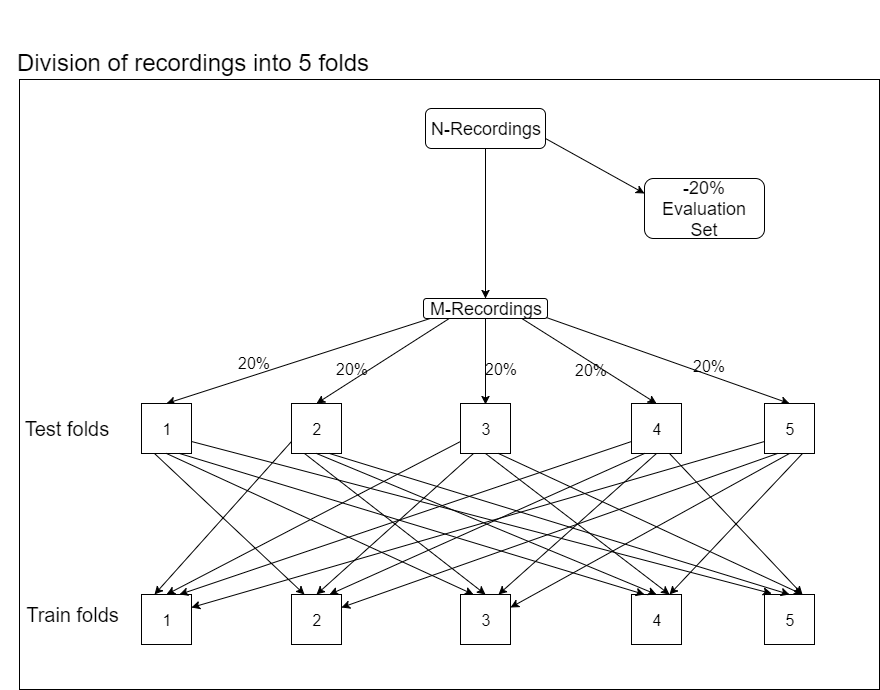 Division of recordings into 5 folds
N-Recordings
-20%
Evaluation
Set
M-Recordings
20%
20%
20%
20%
20%
Test folds
1
2
3
4
5
Train folds
1
2
3
4
5